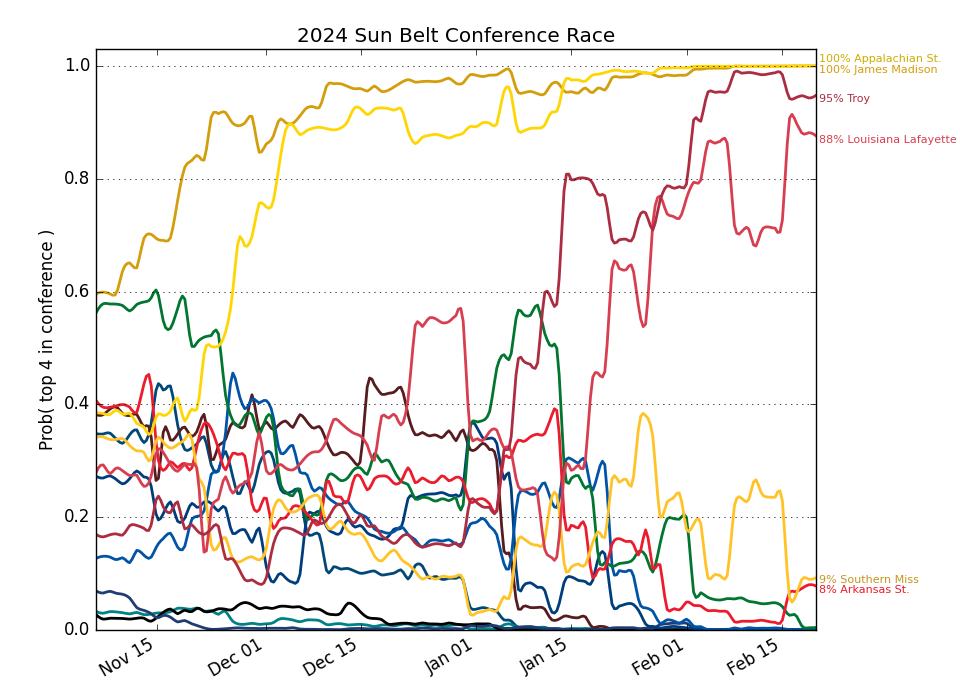 2024 Sun Belt Conference Race
Prob( top 4 in conference )
1.0
0.8
0.6
0.4
0.2
0.0
Nov 15
Dec 01
Dec 15
Jan 01
Jan 15
Feb 01
Feb 15
100% Appalachian St.
100% James Madison
95% Troy
88% Louisiana Lafayette
9% Southern Miss
8% Arkansas St.